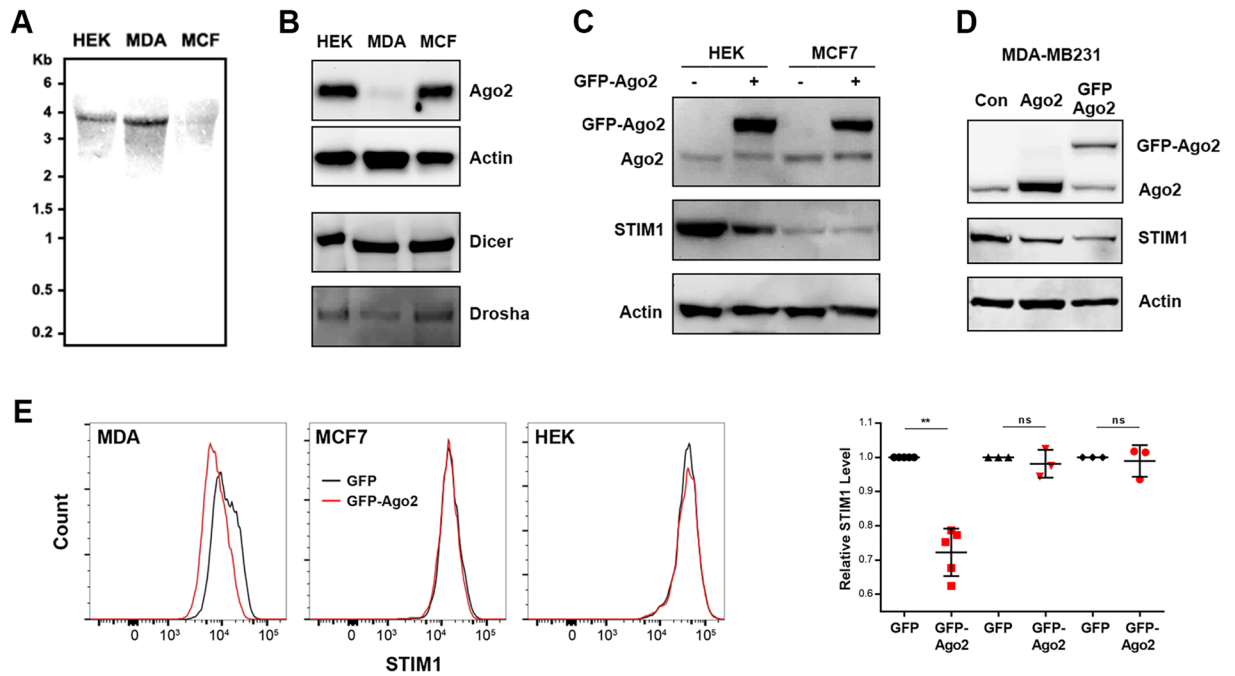 A
HEK MDA MCF
Kb
6
4
3
2
1.5
1
0.5
0.2
B
HEK MDA MCF
Ago2
Actin
Dicer
Drosha
C
HEK MCF7
GFP-Ago2 - + - +
GFP-Ago2
Ago2
STIM1
Actin
D
MDA-MB231
Con Ago2 GFP
Ago2
GFP-Ago2
Ago2
STIM1
Actin
E
Count
MDA
0 10³ 10⁴ 10⁵
MCF7
GFP
GFP-Ago2
0 10³ 10⁴ 10⁵
HEK
0 10³ 10⁴ 10⁵
STIM1
Relative STIM1 Level
1.1
1.0
0.9
0.8
0.7
0.6
** ns ns
GFP GFP- GFP GFP- GFP GFP-
Ago2 Ago2 Ago2